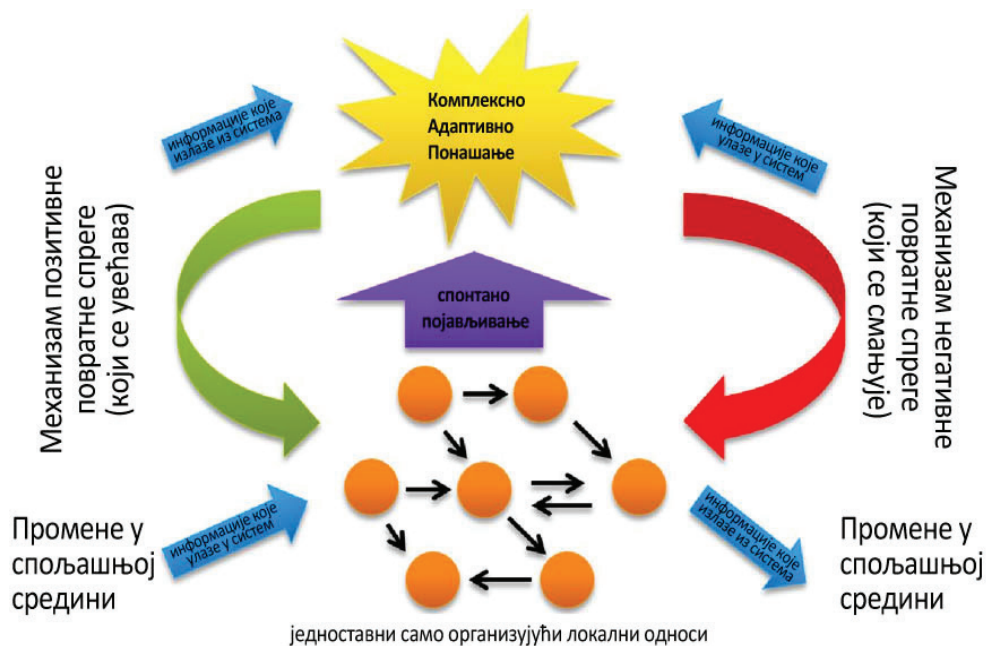 Комплексно
Адаптивно
Понашање
информације које
излазе из система
информације које
улазе у систем
Механизам позитивне
повратне спреге
(који се увећава)
Механизам негативне
повратне спреге
(који се смањује)
спонтано
појављивање
Промене у
спољашњој
средини
информације које
улазе у систем
информације које
излазе из система
Промене у
спољашњој
средини
једноставни само организујући локални односи